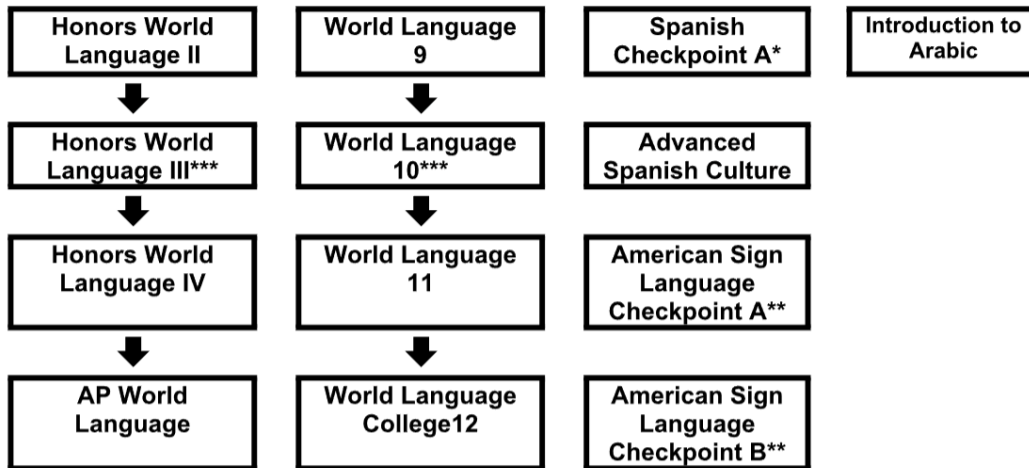 Honors World
Language II
World Language
9
Spanish
Checkpoint A*
Introduction to
Arabic
Honors World
Language III***
World Language
10***
Advanced
Spanish Culture
Honors World
Language IV
World Language
11
American Sign
Language
Checkpoint A**
AP World
Language
World Language
College12
American Sign
Language
Checkpoint B**